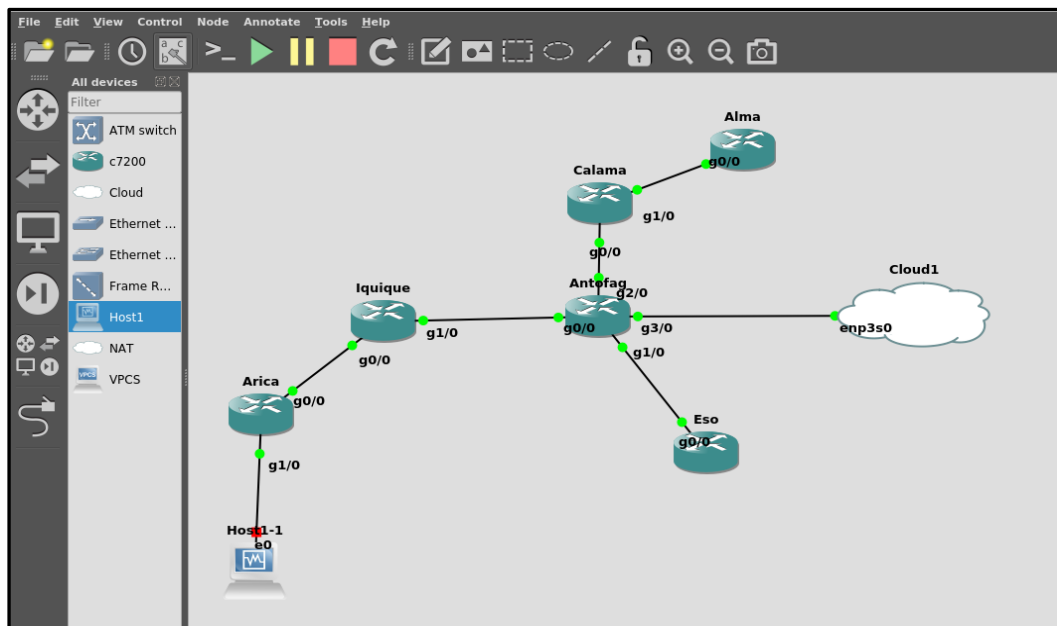 File Edit View Control Node Annotate Tools Help
All devices
Filter
ATM switch
c7200
Cloud
Ethernet ...
Ethernet ...
Frame R...
Host1
NAT
VPCS
Alma
g0/0
Calama
g1/0
g0/0
Cloud1
Antofag
g2/0
Iquique
g1/0
g0/0
g3/0
enp3s0
g1/0
g0/0
Arica
g0/0
Eso
g0/0
g1/0
Host1-1
e0